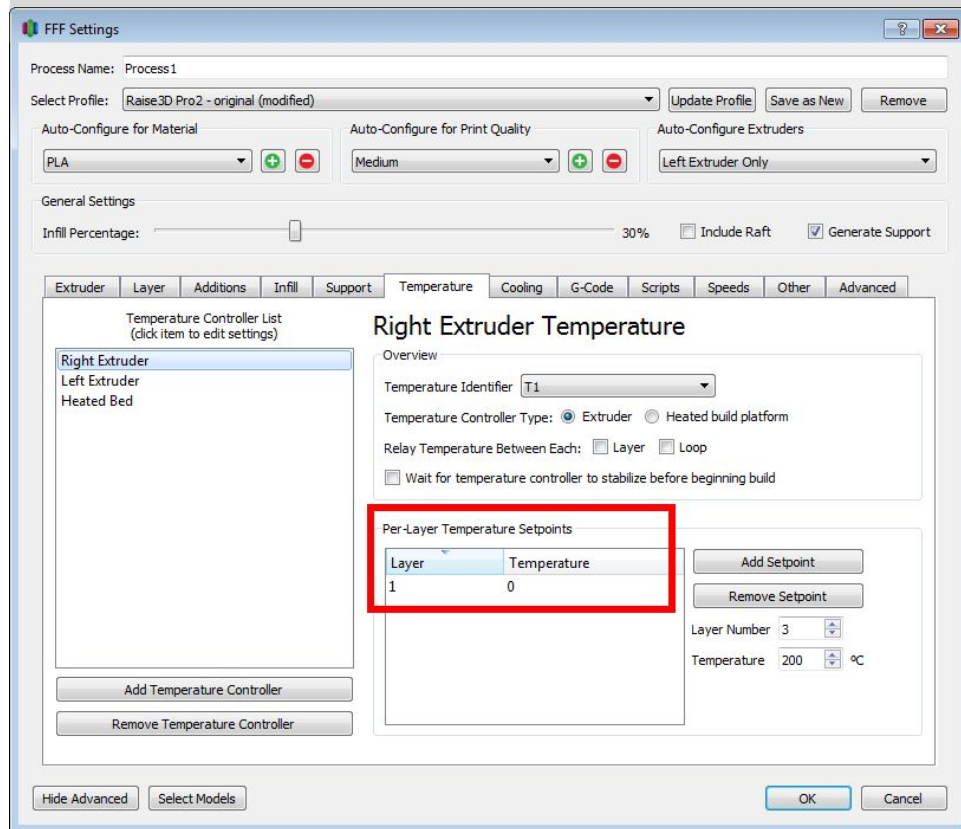 FFF Settings
Process Name: Process1
Select Profile: Raise3D Pro2 - original (modified) Update Profile Save as New Remove
Auto-Configure for Material Auto-Configure for Print Quality Auto-Configure Extruders
PLA Medium Left Extruder Only
General Settings
Infill Percentage: 30% Include Raft Generate Support
Extruder Layer Additions Infill Support Temperature Cooling G-Code Scripts Speeds Other Advanced
Temperature Controller List
(click item to edit settings)
Right Extruder
Left Extruder
Heated Bed
Add Temperature Controller
Remove Temperature Controller
Right Extruder Temperature
Overview
Temperature Identifier T1
Temperature Controller Type: Extruder Heated build platform
Relay Temperature Between Each: Layer Loop
Wait for temperature controller to stabilize before beginning build
Per-Layer Temperature Setpoints
Layer Temperature
1 0
Add Setpoint
Remove Setpoint
Layer Number 3
Temperature 200 ºC
Hide Advanced Select Models OK Cancel